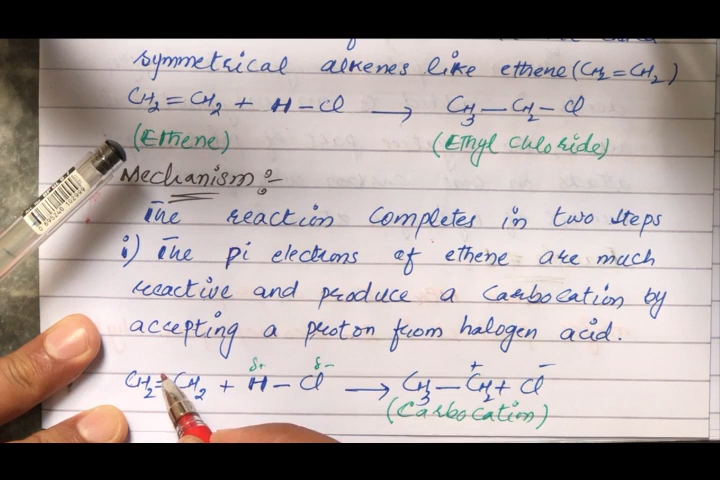 symmetrical alkenes like ethene (CH2=CH2)
CH2=CH2 + H-Cl → CH3-CH2-Cl
(Ethene) (Ethyl chloride)
Mechanism:-
The reaction completes in two steps
i) The pi electrons of ethene are much
reactive and produce a carbocation by
accepting a proton from halogen acid.
δ+ δ-
CH2=CH2 + H-Cl → CH3-C⁺H2 + Cl⁻
(Carbocation)